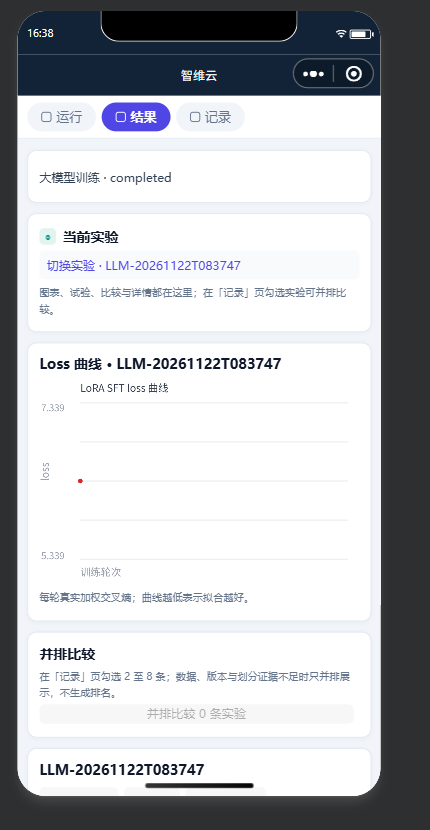 16:38
智维云
运行
结果
记录
大模型训练 · completed
当前实验
切换实验 · LLM-20261122T083747
图表、试验、比较与详情都在这里；在「记录」页勾选实验可并排比
较。
Loss 曲线 • LLM-20261122T083747
LoRA SFT loss 曲线
7.339
loss
5.339
训练轮次
每轮真实加权交叉熵；曲线越低表示拟合越好。
并排比较
在「记录」页勾选 2 至 8 条；数据、版本与划分证据不足时只并排展
示，不生成排名。
并排比较 0 条实验
LLM-20261122T083747